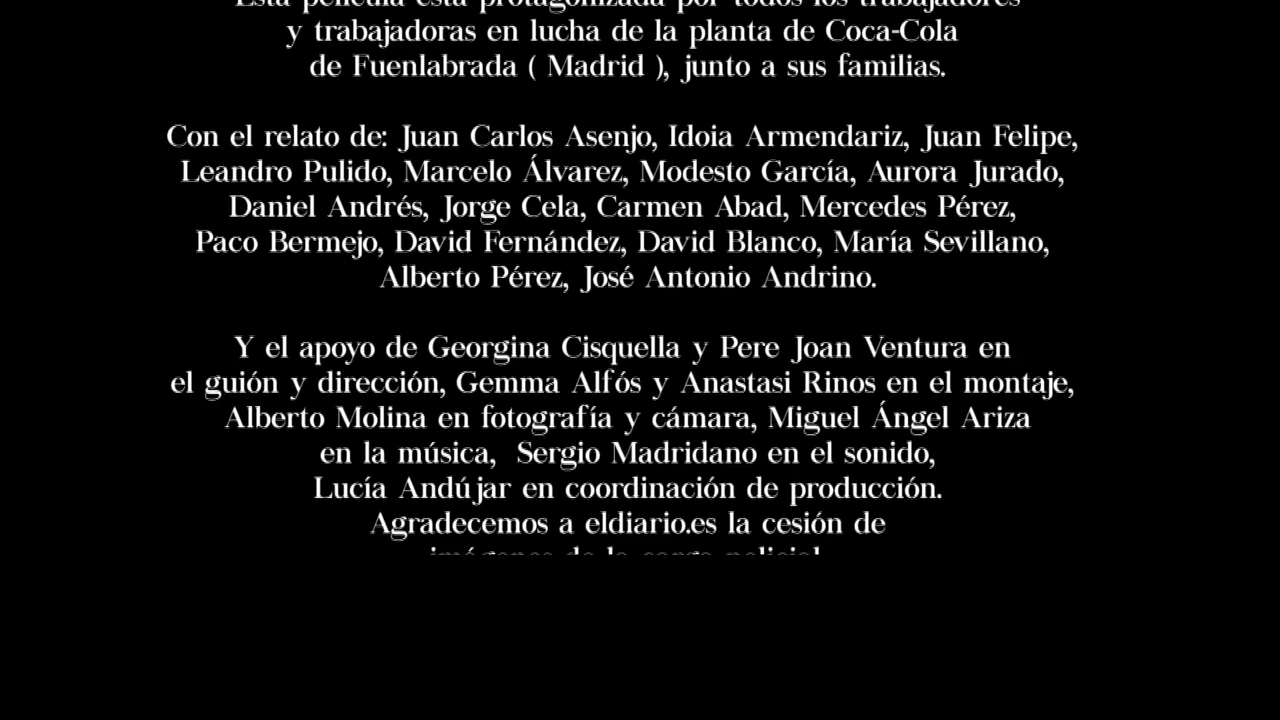 Esta película está protagonizada por todos los trabajadores
y trabajadoras en lucha de la planta de Coca-Cola
de Fuenlabrada ( Madrid ), junto a sus familias.
Con el relato de: Juan Carlos Asenjo, Idoia Armendariz, Juan Felipe,
Leandro Pulido, Marcelo Álvarez, Modesto García, Aurora Jurado,
Daniel Andrés, Jorge Cela, Carmen Abad, Mercedes Pérez,
Paco Bermejo, David Fernández, David Blanco, María Sevillano,
Alberto Pérez, José Antonio Andrino.
Y el apoyo de Georgina Cisquella y Pere Joan Ventura en
el guión y dirección, Gemma Alfós y Anastasi Rinos en el montaje,
Alberto Molina en fotografía y cámara, Miguel Ángel Ariza
en la música,  Sergio Madridano en el sonido,
Lucía Andújar en coordinación de producción.
Agradecemos a eldiario.es la cesión de
imágenes de la carga policial